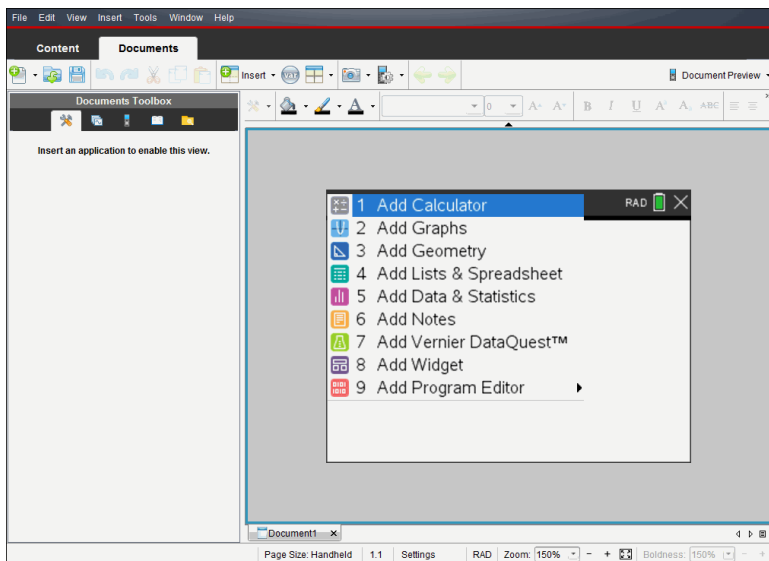 File Edit View Insert Tools Window Help
Content Documents
Insert VAR Document Preview
Documents Toolbox
0 A+ A+ B I U A A ABC
Insert an application to enable this view.
1 Add Calculator RAD
2 Add Graphs
3 Add Geometry
4 Add Lists & Spreadsheet
5 Add Data & Statistics
6 Add Notes
7 Add Vernier DataQuest™
8 Add Widget
9 Add Program Editor
Document1
Page Size: Handheld 1.1 Settings RAD Zoom: 150% - + Boldness: 150% - +